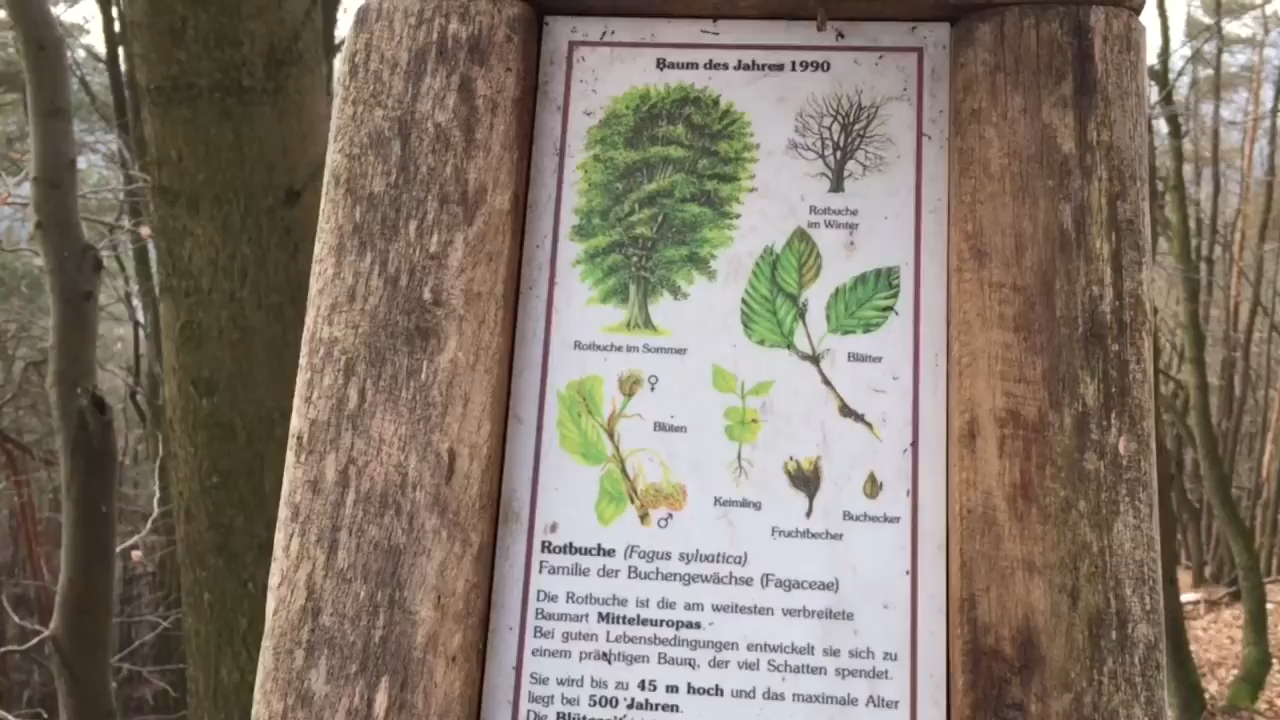 Baum des Jahres 1990
Rotbuche
im Winter
Rotbuche im Sommer
Blätter
♀
Blüten
Keimling
♂
Fruchtbecher
Buchecker
Rotbuche (Fagus sylvatica)
Familie der Buchengewächse (Fagaceae)
Die Rotbuche ist die am weitesten verbreitete
Baumart Mitteleuropas.
Bei guten Lebensbedingungen entwickelt sie sich zu
einem prächtigen Baum, der viel Schatten spendet.
Sie wird bis zu 45 m hoch und das maximale Alter
liegt bei 500 Jahren.
Die